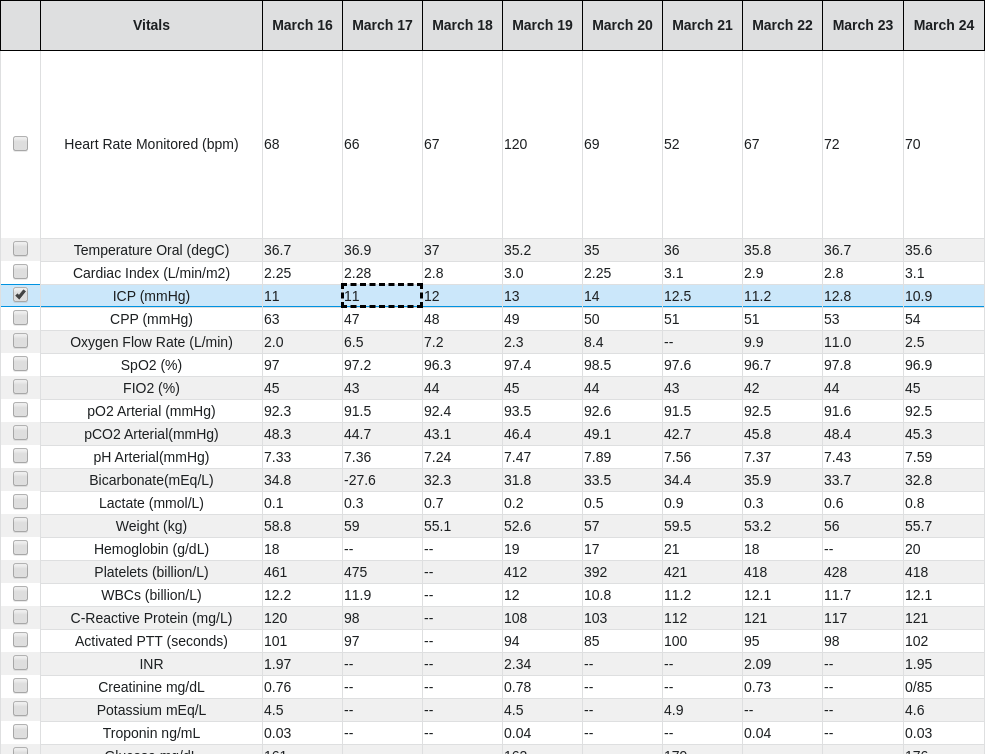 Vitals March 16 March 17 March 18 March 19 March 20 March 21 March 22 March 23 March 24
Heart Rate Monitored (bpm) 68 66 67 120 69 52 67 72 70
Temperature Oral (degC) 36.7 36.9 37 35.2 35 36 35.8 36.7 35.6
Cardiac Index (L/min/m2) 2.25 2.28 2.8 3.0 2.25 3.1 2.9 2.8 3.1
ICP (mmHg) 11 11 12 13 14 12.5 11.2 12.8 10.9
CPP (mmHg) 63 47 48 49 50 51 51 53 54
Oxygen Flow Rate (L/min) 2.0 6.5 7.2 2.3 8.4 -- 9.9 11.0 2.5
SpO2 (%) 97 97.2 96.3 97.4 98.5 97.6 96.7 97.8 96.9
FIO2 (%) 45 43 44 45 44 43 42 44 45
pO2 Arterial (mmHg) 92.3 91.5 92.4 93.5 92.6 91.5 92.5 91.6 92.5
pCO2 Arterial(mmHg) 48.3 44.7 43.1 46.4 49.1 42.7 45.8 48.4 45.3
pH Arterial(mmHg) 7.33 7.36 7.24 7.47 7.89 7.56 7.37 7.43 7.59
Bicarbonate(mEq/L) 34.8 -27.6 32.3 31.8 33.5 34.4 35.9 33.7 32.8
Lactate (mmol/L) 0.1 0.3 0.7 0.2 0.5 0.9 0.3 0.6 0.8
Weight (kg) 58.8 59 55.1 52.6 57 59.5 53.2 56 55.7
Hemoglobin (g/dL) 18 -- -- 19 17 21 18 -- 20
Platelets (billion/L) 461 475 -- 412 392 421 418 428 418
WBCs (billion/L) 12.2 11.9 -- 12 10.8 11.2 12.1 11.7 12.1
C-Reactive Protein (mg/L) 120 98 -- 108 103 112 121 117 121
Activated PTT (seconds) 101 97 -- 94 85 100 95 98 102
INR 1.97 -- -- 2.34 -- -- 2.09 -- 1.95
Creatinine mg/dL 0.76 -- -- 0.78 -- -- 0.73 -- 0/85
Potassium mEq/L 4.5 -- -- 4.5 -- 4.9 -- -- 4.6
Troponin ng/mL 0.03 -- -- 0.04 -- -- 0.04 -- 0.03